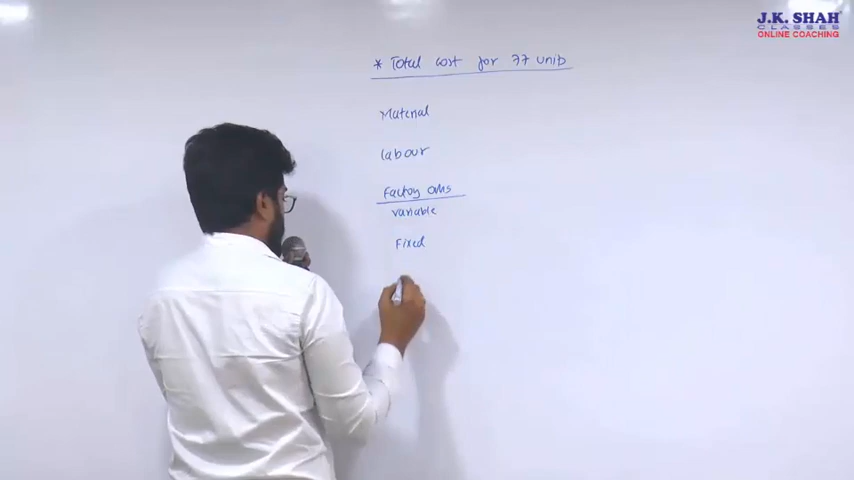 J.K. SHAH
CLASSES
ONLINE COACHING
* Total cost for 77 units
Material
labour
Factory OHs
variable
Fixed